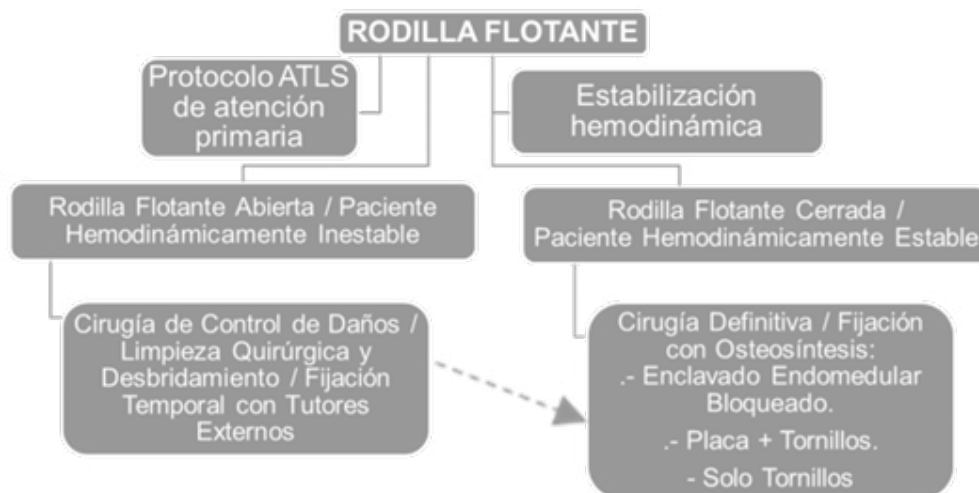 RODILLA FLOTANTE
Protocolo ATLS
de atención
primaria
Estabilización
hemodinámica
Rodilla Flotante Abierta / Paciente
Hemodinámicamente Inestable
Rodilla Flotante Cerrada /
Paciente Hemodinámicamente Estable
Cirugía de Control de Daños /
Limpieza Quirúrgica y
Desbridamiento / Fijación
Temporal con Tutores
Externos
Cirugía Definitiva / Fijación
con Osteosíntesis:
.- Enclavado Endomedular
Bloqueado.
.- Placa + Tornillos.
- Solo Tornillos